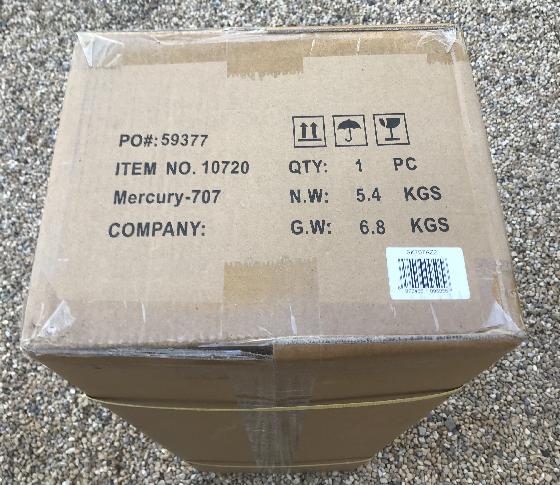 PO#: 59377
ITEM NO. 10720 QTY: 1 PC
Mercury-707 N.W: 5.4 KGS
COMPANY: G.W: 6.8 KGS